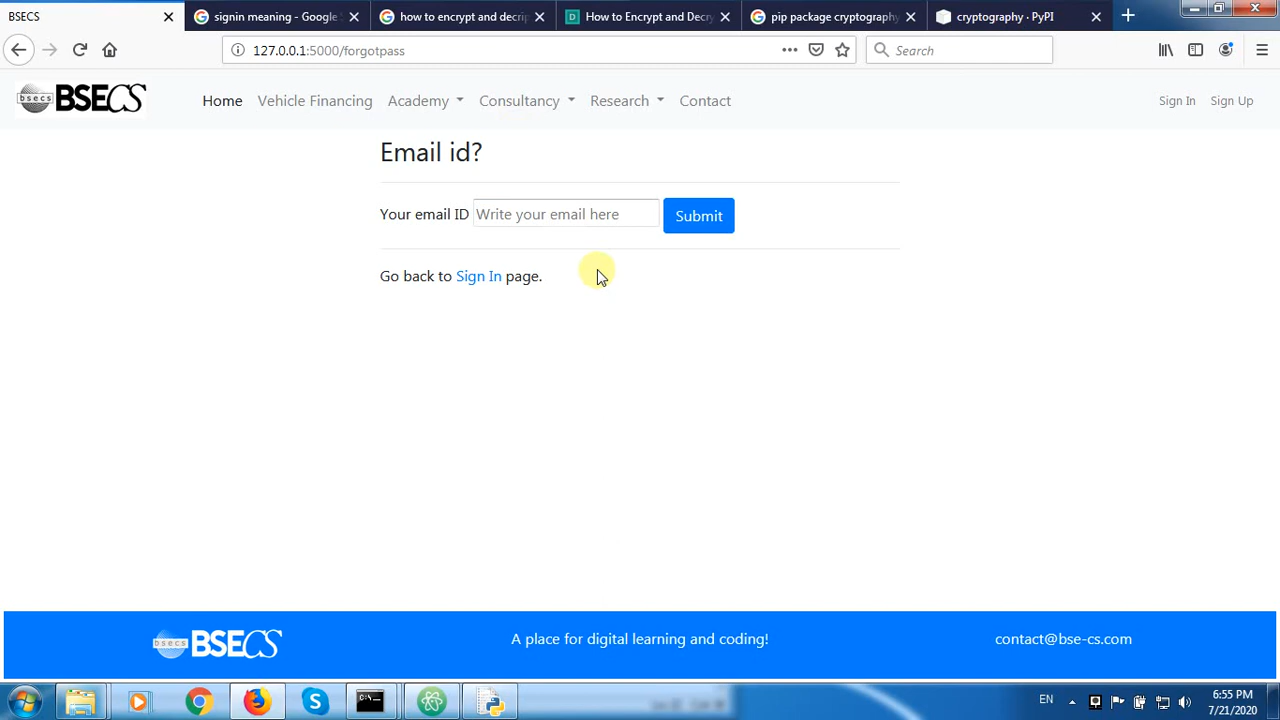 BSECS
signin meaning - Google S
how to encrypt and decrip
How to Encrypt and Decry
pip package cryptography
cryptography · PyPI
127.0.0.1:5000/forgotpass
Search
bsecs BSECS
Home
Vehicle Financing
Academy
Consultancy
Research
Contact
Sign In
Sign Up
Email id?
Your email ID
Write your email here
Submit
Go back to Sign In page.
bsecs BSECS
A place for digital learning and coding!
contact@bse-cs.com
EN
6:55 PM
7/21/2020